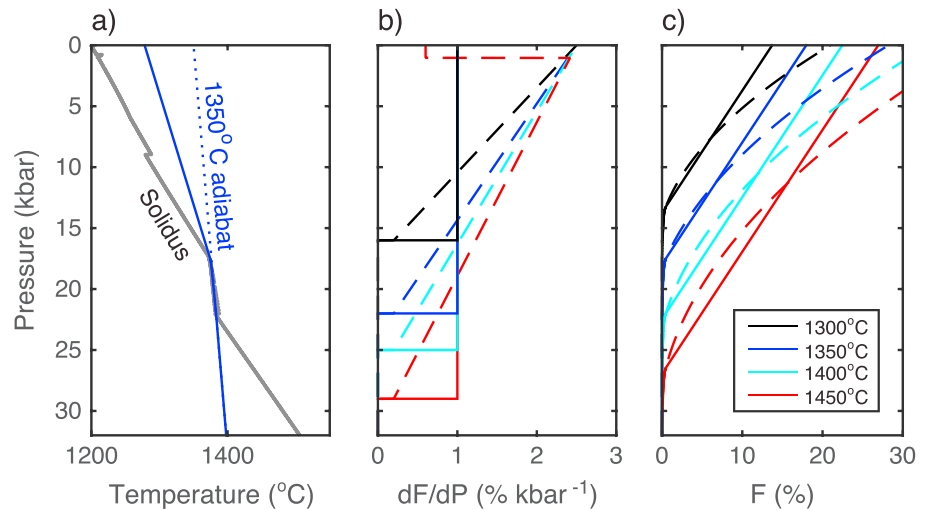 a)
b)
c)
0
5
10
15
20
25
30
Pressure (kbar)
1350°C adiabat
Solidus
1300°C
1350°C
1400°C
1450°C
1200 1400
0 1 2 3
0 10 20 30
Temperature (°C)
dF/dP (% kbar -1)
F (%)